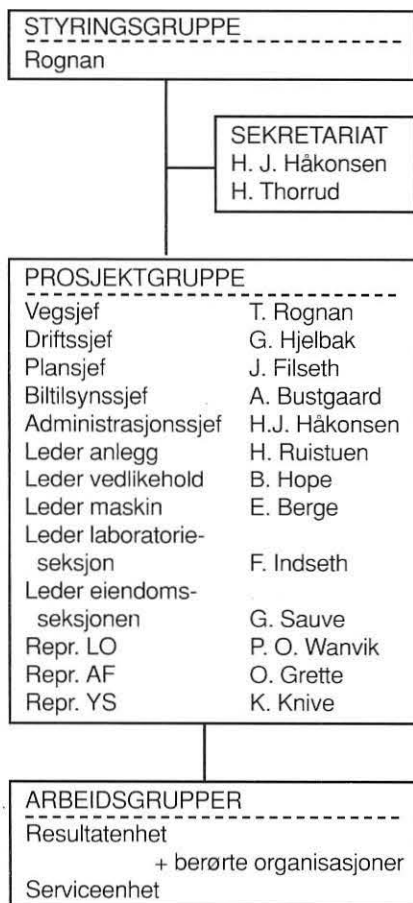 STYRINGSGRUPPE
Rognan
SEKRETARIAT
H. J. Håkonsen
H. Thorrud
PROSJEKTGRUPPE
Vegsjef T. Rognan
Driftssjef G. Hjelbak
Plansjef J. Filseth
Biltilsynssjef A. Bustgaard
Administrasjonssjef H.J. Håkonsen
Leder anlegg H. Ruistuen
Leder vedlikehold B. Hope
Leder maskin E. Berge
Leder laboratorie-
seksjon F. Indseth
Leder eiendoms-
seksjonen G. Sauve
Repr. LO P. O. Wanvik
Repr. AF O. Grette
Repr. YS K. Knive
ARBEIDSGRUPPER
Resultatenhet
+ berørte organisasjoner
Serviceenhet